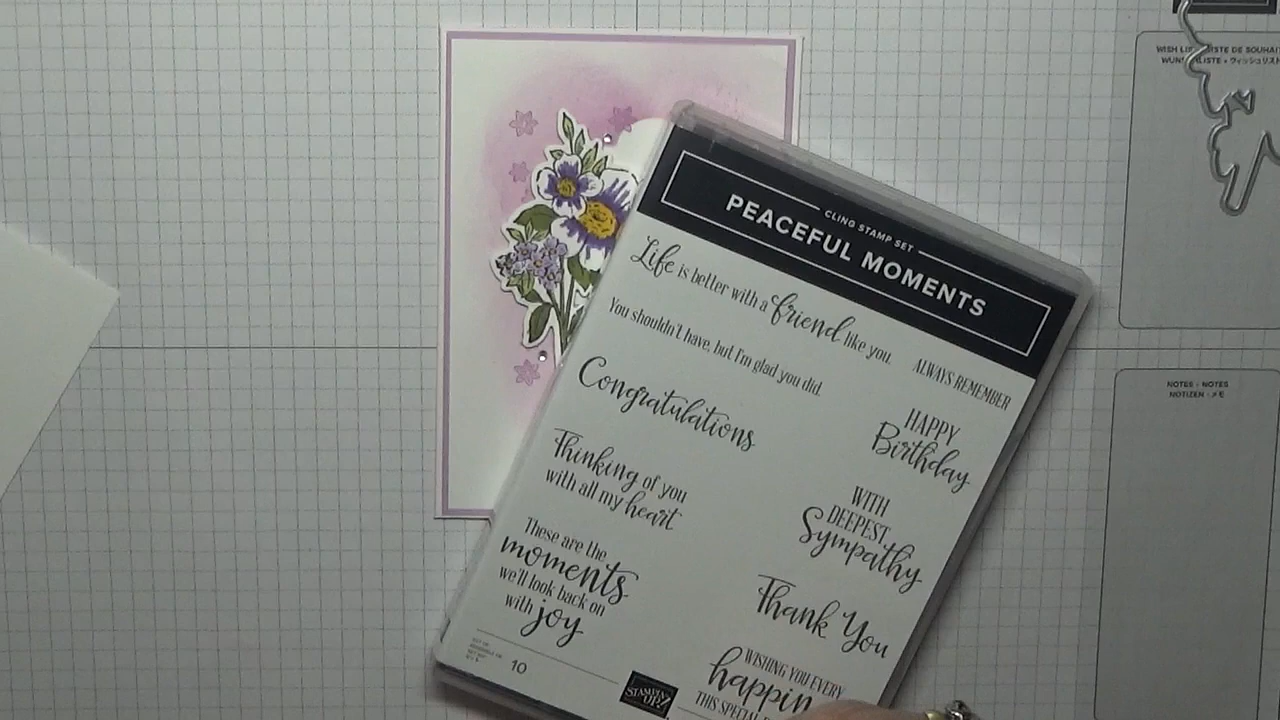 CLING STAMP SET
PEACEFUL MOMENTS
Life is better with a friend like you.
You shouldn't have, but I'm glad you did.
ALWAYS REMEMBER
Congratulations
HAPPY
Birthday
Thinking of you
with all my heart
WITH
DEEPEST
Sympathy
These are the
moments
we'll look back on
with joy
Thank You
WISHING YOU EVERY
THIS SPECIAL
10
STAMPIN' UP!
NOTES • NOTES
NOTIZEN • メモ